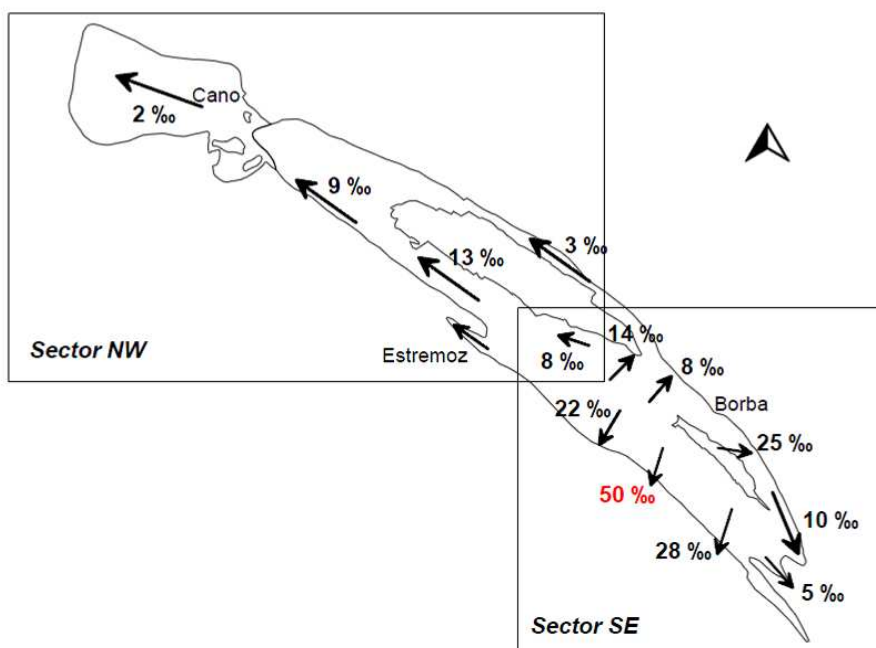 Cano
2 ‰
9 ‰
3 ‰
13 ‰
14 ‰
Sector NW
Estremoz
8 ‰
8 ‰
22 ‰
Borba
25 ‰
50 ‰
10 ‰
28 ‰
5 ‰
Sector SE